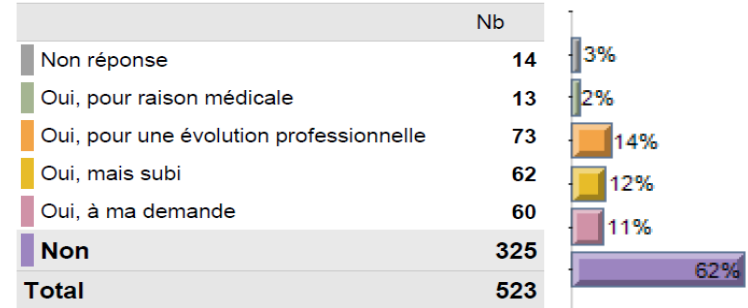 Nb
Non réponse 14 3%
Oui, pour raison médicale 13 2%
Oui, pour une évolution professionnelle 73 14%
Oui, mais subi 62 12%
Oui, à ma demande 60 11%
Non 325 62%
Total 523